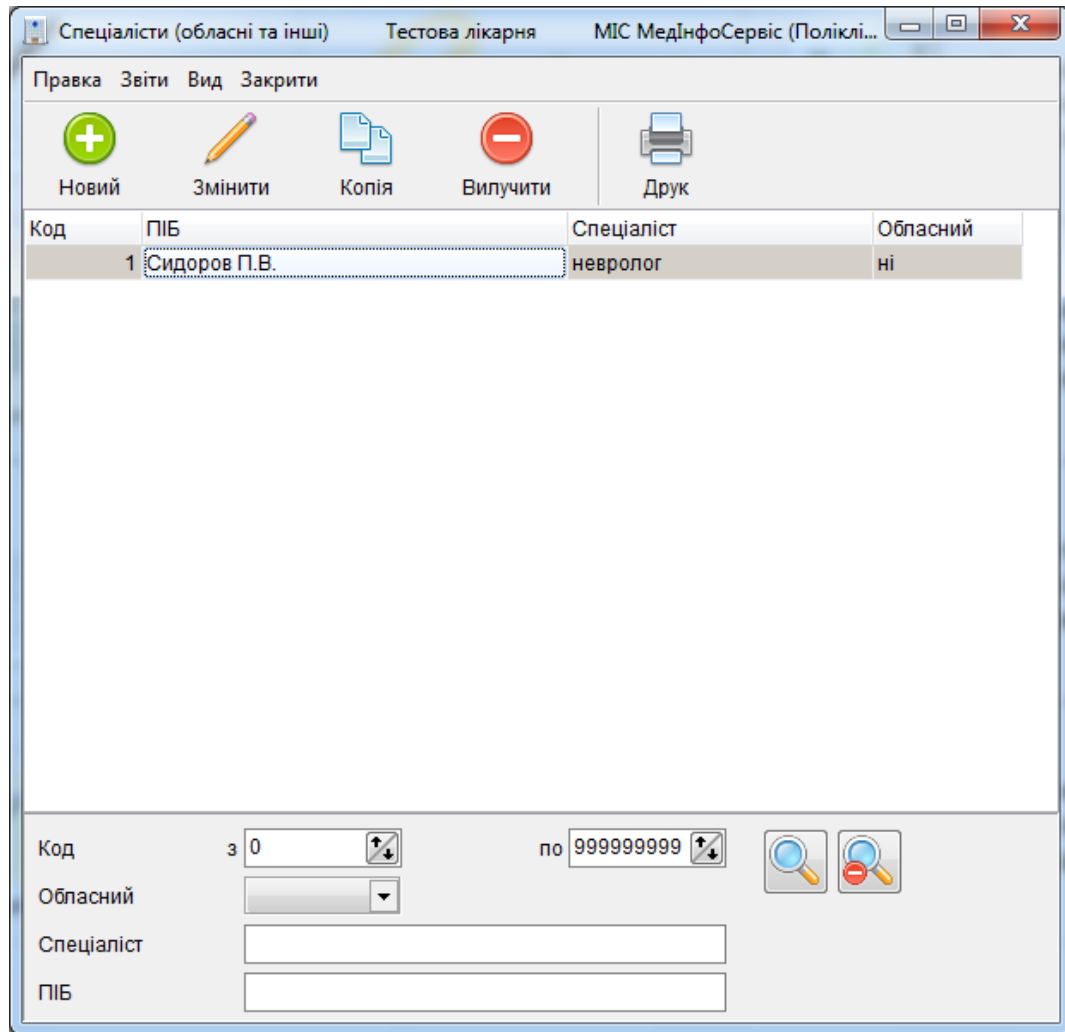 Спеціалісти (обласні та інші) Тестова лікарня МІС МедІнфоСервіс (Поліклі...
Правка Звіти Вид Закрити
Новий Змінити Копія Вилучити Друк
Код ПІБ Спеціаліст Обласний
1 Сидоров П.В. невролог ні
Код з 0 по 999999999
Обласний
Спеціаліст
ПІБ